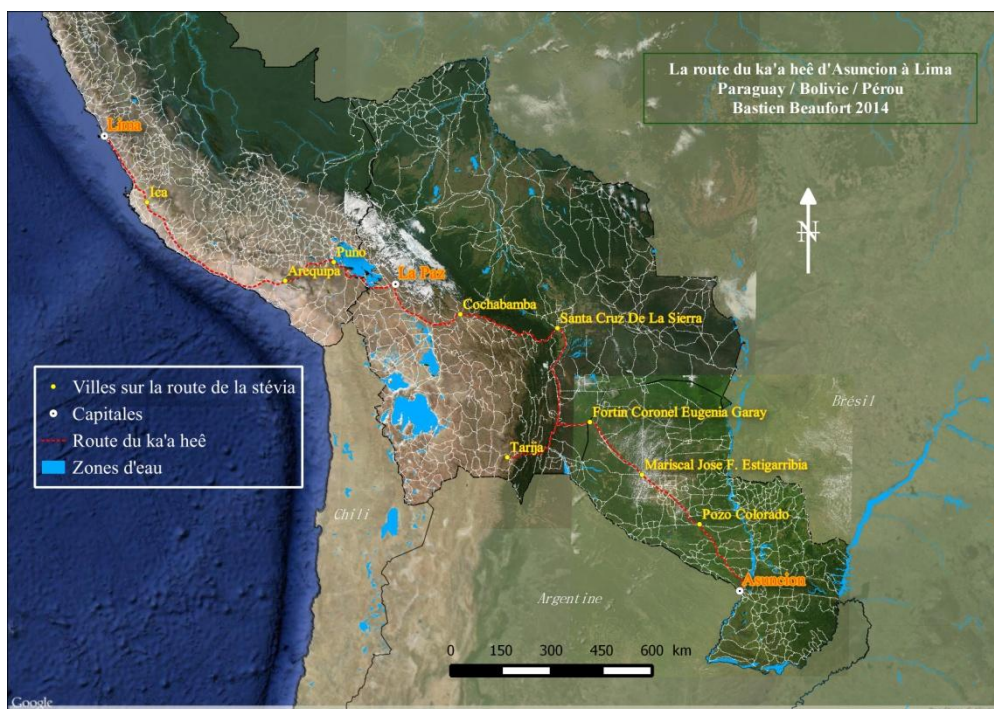 La route du ka'a heê d'Asuncion à Lima
Paraguay / Bolivie / Pérou
Bastien Beaufort 2014
Lima
Ica
Puno
Arequipa
La Paz
Cochabamba
Santa Cruz De La Sierra
N
Villes sur la route de la stévia
Capitales
Route du ka'a heê
Zones d'eau
Fortin Coronel Eugenia Garay
Brésil
Tarija
Mariscal Jose F. Estigarribia
Chili
Pozo Colorado
Asuncion
Argentine
0 150 300 450 600 km
Google